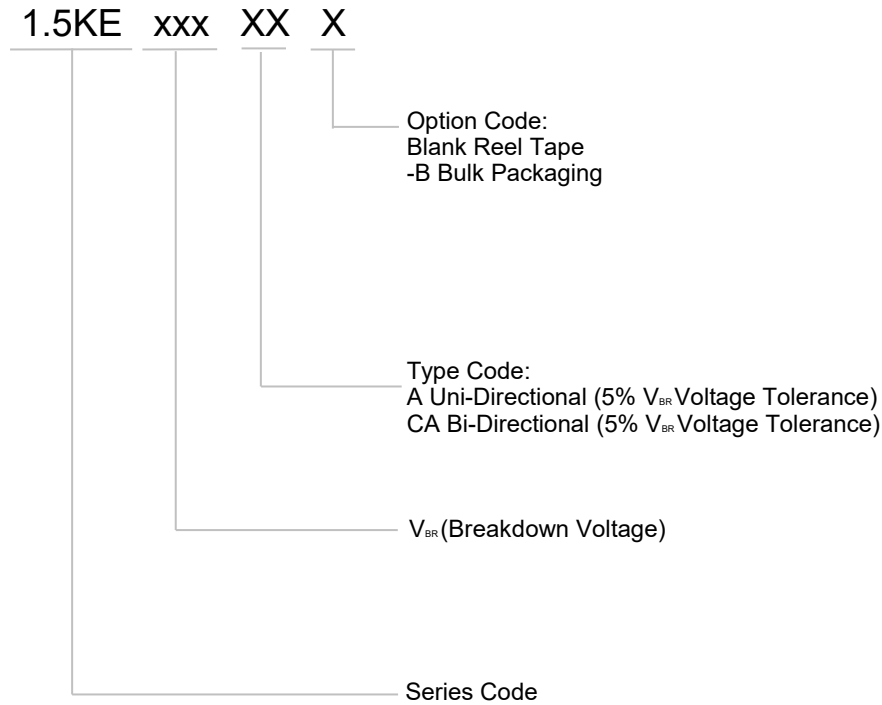 1.5KE xxx XX X
Option Code:
Blank Reel Tape
-B Bulk Packaging
Type Code:
A Uni-Directional (5% VBR Voltage Tolerance)
CA Bi-Directional (5% VBR Voltage Tolerance)
VBR (Breakdown Voltage)
Series Code